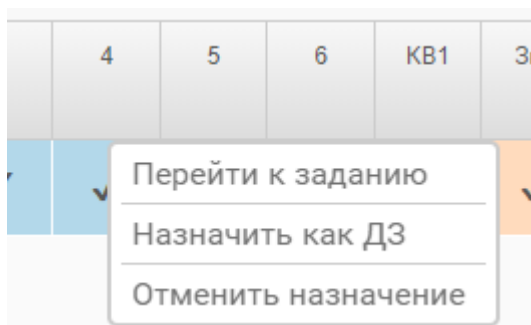 4 5 6 КВ1
Перейти к заданию
Назначить как ДЗ
Отменить назначение